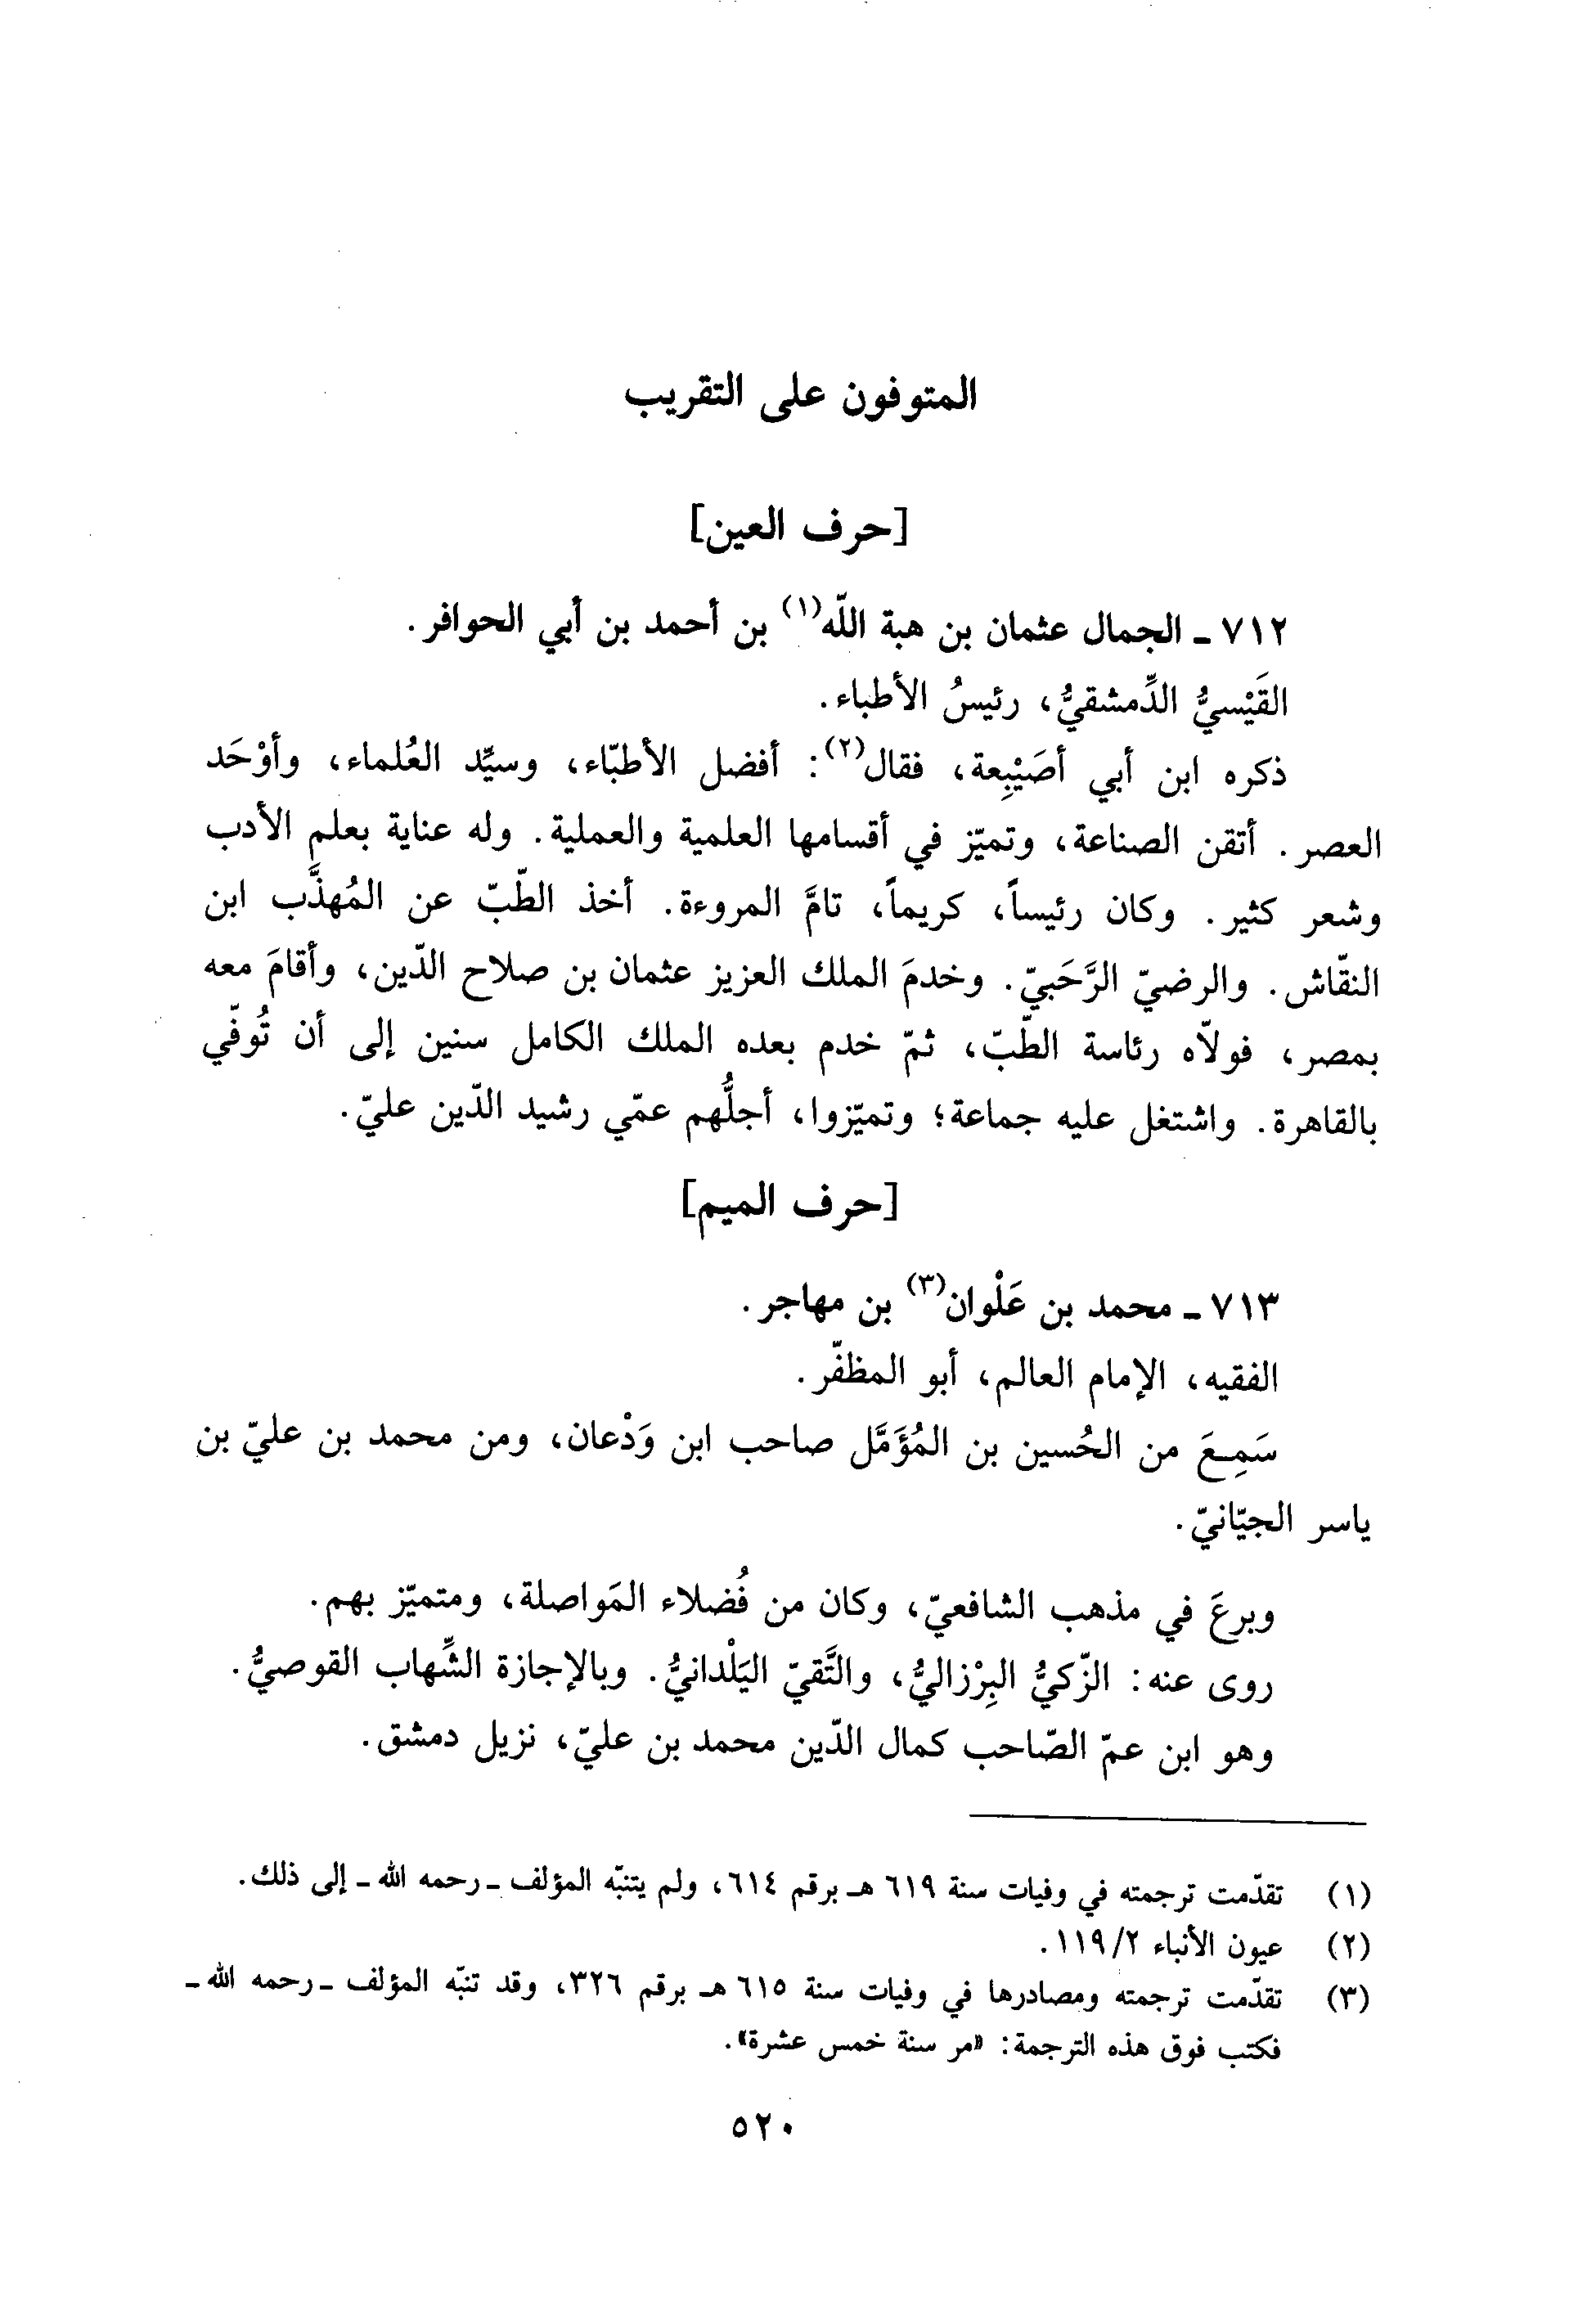 المتوفون على التقريب
[حرف العين]
٧١٢ ـ الجمال عثمان بن هبة اللّه(١) بن أحمد بن أبي الحوافر.
القَيْسيُّ الدِّمشقيُّ، رئيسُ الأطباء.
ذكره ابن أبي أصَيْبِعة، فقال(٢): أفضل الأطبّاء، وسيِّد العُلماء، وأوْحَد
العصر. أتقن الصناعة، وتميّز في أقسامها العلمية والعملية. وله عناية بعلم الأدب
وشعر كثير. وكان رئيساً، كريماً، تامَّ المروءة. أخذ الطّبّ عن المُهذَّب ابن
النقّاش. والرضيّ الرَّحَبيّ. وخدمَ الملك العزيز عثمان بن صلاح الدّين، وأقامَ معه
بمصر، فولاّه رئاسة الطّبّ، ثمّ خدم بعده الملك الكامل سنين إلى أن تُوفّي
بالقاهرة. واشتغل عليه جماعة؛ وتميّزوا، أجلُّهم عمّي رشيد الدّين عليّ.
[حرف الميم]
٧١٣ ـ محمد بن عَلْوان(٣) بن مهاجر.
الفقيه، الإمام العالم، أبو المظفّر.
سَمِعَ من الحُسين بن المُؤَمَّل صاحب ابن وَدْعان، ومن محمد بن عليّ بن
ياسر الجيّانيّ.
وبرعَ في مذهب الشافعيّ، وكان من فُضلاء المَواصلة، ومتميّز بهم.
روى عنه: الزّكيُّ البِرْزاليُّ، والتَّقيّ اليَلْدانيُّ. وبالإجازة الشِّهاب القوصيُّ.
وهو ابن عمّ الصّاحب كمال الدّين محمد بن عليّ، نزيل دمشق.
(١) تقدّمت ترجمته في وفيات سنة ٦١٩ هـ برقم ٦١٤، ولم يتنبّه المؤلف ـ رحمه الله ـ إلى ذلك.
(٢) عيون الأنباء ٢/ ١١٩.
(٣) تقدّمت ترجمته ومصادرها في وفيات سنة ٦١٥ هـ برقم ٣٢٦، وقد تنبّه المؤلف ـ رحمه الله ـ
فكتب فوق هذه الترجمة: «مر سنة خمس عشرة».
٥٢٠